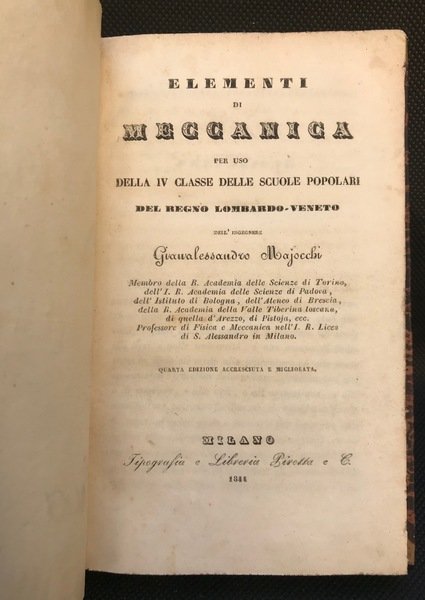 ELEMENTI
DI
MECCANICA
PER USO
DELLA IV CLASSE DELLE SCUOLE POPOLARI
DEL REGNO LOMBARDO-VENETO
DELL' INGEGNERE
Gianalessandro Majocchi
Membro della R. Academia delle Scienze di Torino,
dell' I. R. Academia delle Scienze di Padova,
dell' Istituto di Bologna, dell' Ateneo di Brescia,
della R. Academia della Valle Tiberina toscana,
di quella d'Arezzo, di Pistoja, ecc.
Professore di Fisica e Meccanica nell' I. R. Liceo
di S. Alessandro in Milano.
QUARTA EDIZIONE ACCRESCIUTA E MIGLIORATA.
MILANO
Tipografia e Libreria Pirotta e C.
1844